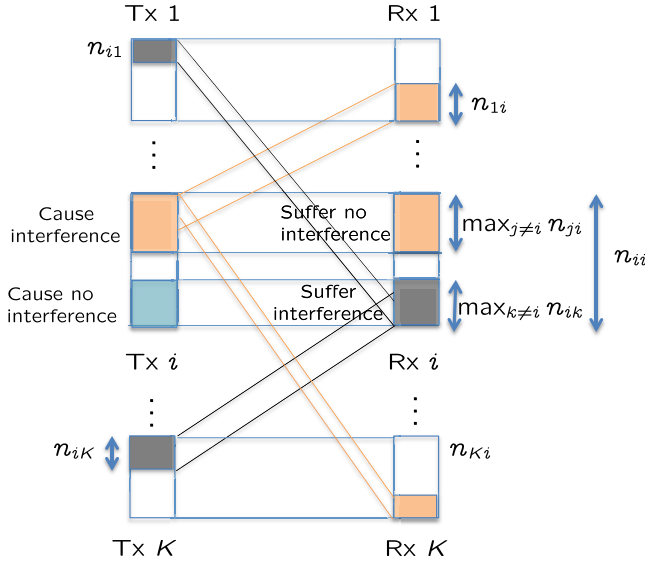 Tx 1
Rx 1
n_{i1}
n_{1i}
⋮
⋮
Cause
interference
Suffer no
interference
max_{j≠i} n_{ji}
n_{ii}
Cause no
interference
Suffer
interference
max_{k≠i} n_{ik}
Tx i
Rx i
⋮
⋮
n_{iK}
n_{Ki}
Tx K
Rx K